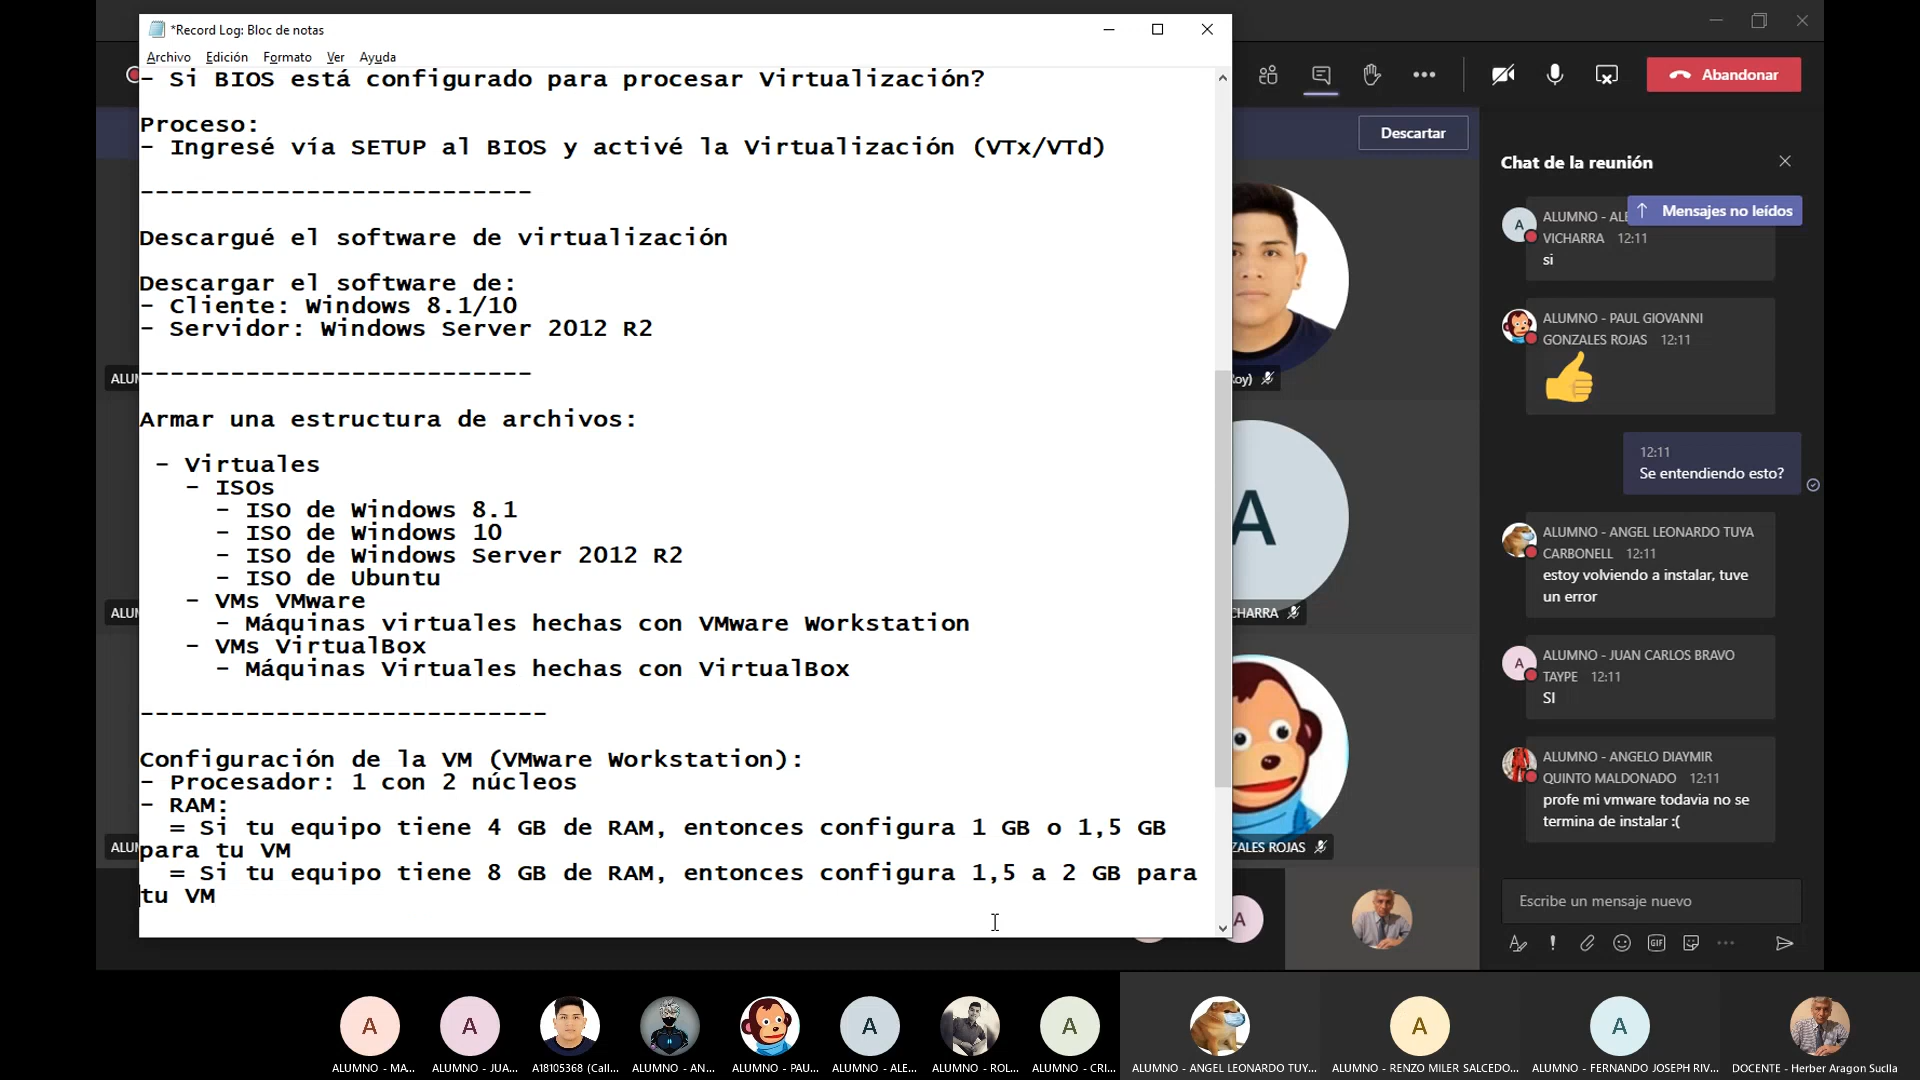 *Record Log: Bloc de notas
Archivo Edición Formato Ver Ayuda
- Si BIOS está configurado para procesar Virtualización?
Proceso:
- Ingresé vía SETUP al BIOS y activé la Virtualización (VTx/VTd)
--------------------------
Descargué el software de virtualización
Descargar el software de:
- Cliente: Windows 8.1/10
- Servidor: Windows Server 2012 R2
--------------------------
Armar una estructura de archivos:
- Virtuales
- ISOs
- ISO de Windows 8.1
- ISO de Windows 10
- ISO de Windows Server 2012 R2
- ISO de Ubuntu
- VMs VMware
- Máquinas virtuales hechas con VMware Workstation
- VMs VirtualBox
- Máquinas Virtuales hechas con VirtualBox
---------------------------
Configuración de la VM (VMware Workstation):
- Procesador: 1 con 2 núcleos
- RAM:
= Si tu equipo tiene 4 GB de RAM, entonces configura 1 GB o 1,5 GB
para tu VM
= Si tu equipo tiene 8 GB de RAM, entonces configura 1,5 a 2 GB para
tu VM
ALUM
ALUM
ALUM
Roy)
CHARRA
ZALES ROJAS
A
A
Abandonar
Descartar
Chat de la reunión
Mensajes no leídos
A
ALUMNO - ALE
VICHARRA 12:11
si
ALUMNO - PAUL GIOVANNI
GONZALES ROJAS 12:11
12:11
Se entendiendo esto?
ALUMNO - ANGEL LEONARDO TUYA
CARBONELL 12:11
estoy volviendo a instalar, tuve
un error
A
ALUMNO - JUAN CARLOS BRAVO
TAYPE 12:11
SI
ALUMNO - ANGELO DIAYMIR
QUINTO MALDONADO 12:11
profe mi vmware todavia no se
termina de instalar :(
Escribe un mensaje nuevo
GIF
A A A A A A
ALUMNO - MA... ALUMNO - JUA... A18105368 (Call... ALUMNO - AN... ALUMNO - PAU... ALUMNO - ALE... ALUMNO - ROL... ALUMNO - CRI... ALUMNO - ANGEL LEONARDO TUY... ALUMNO - RENZO MILER SALCEDO... ALUMNO - FERNANDO JOSEPH RIV... DOCENTE - Herber Aragon Suclla